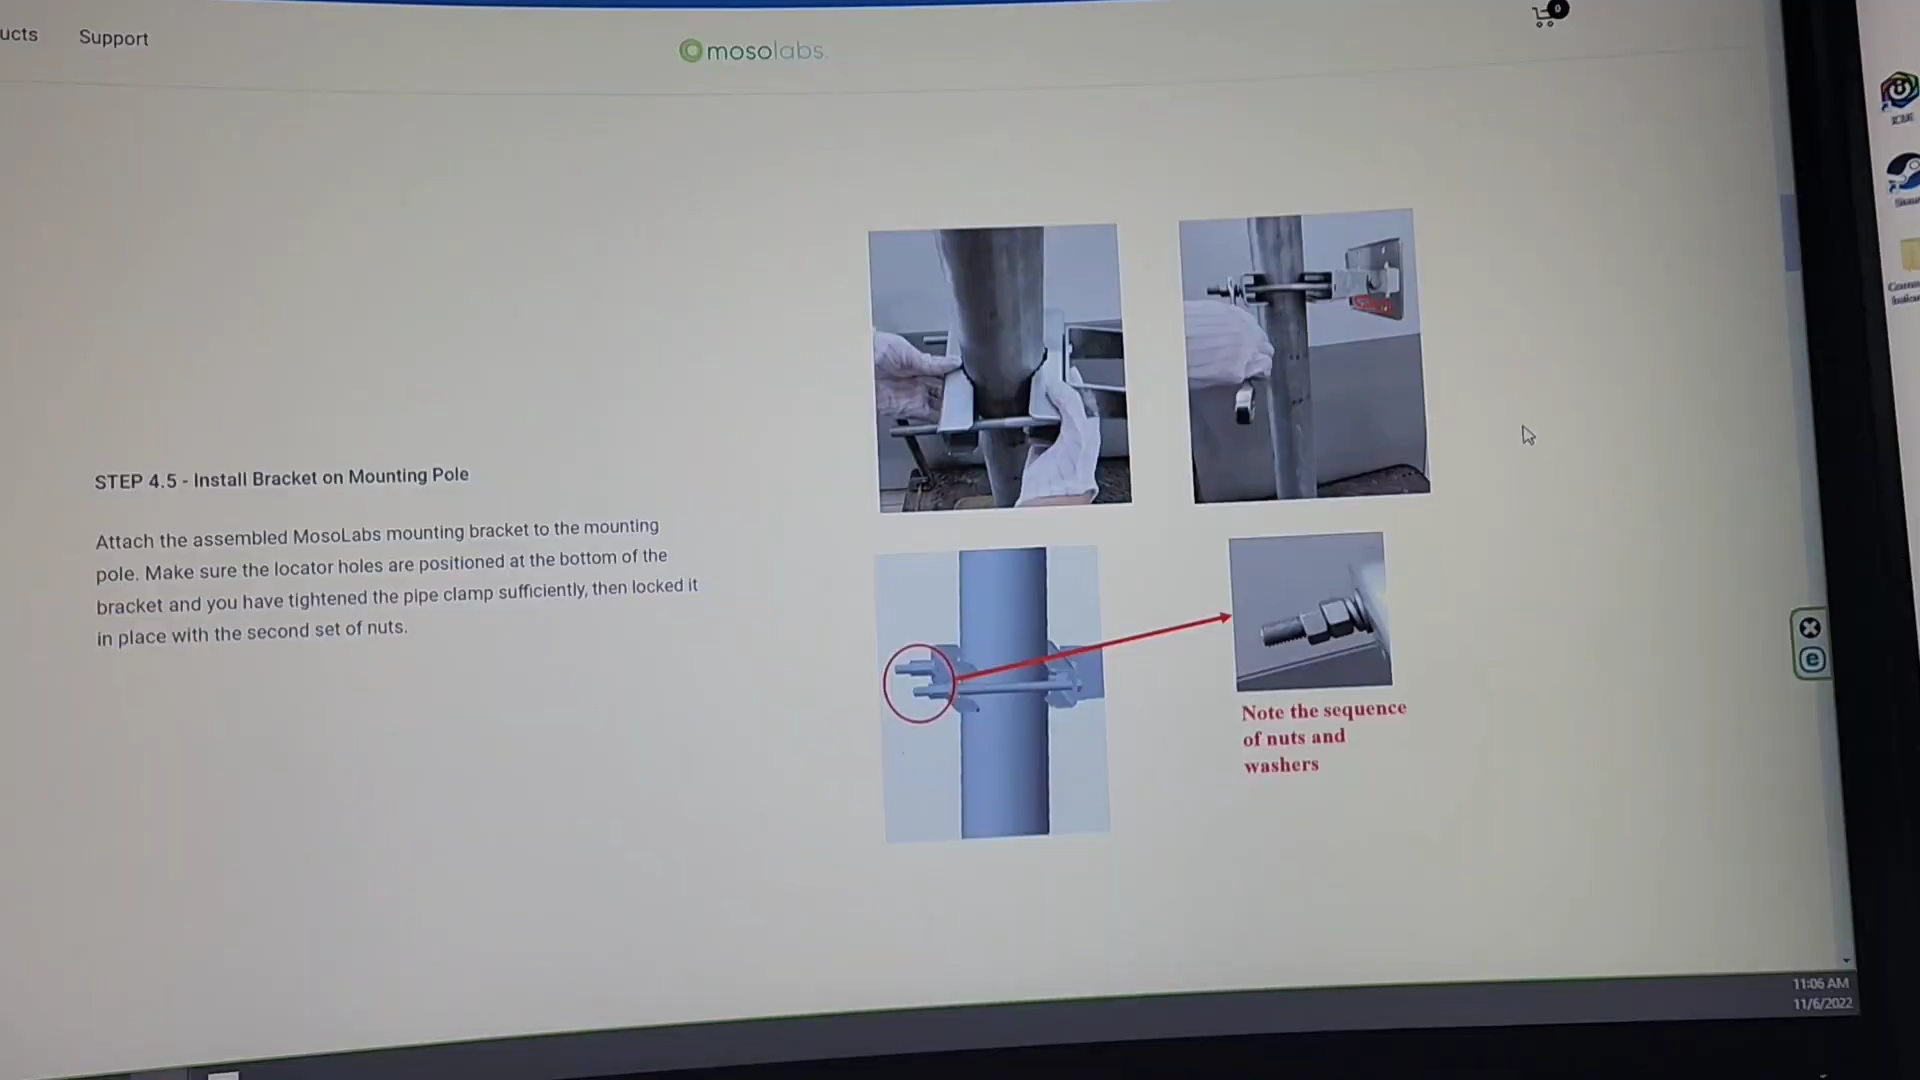 ucts
Support
mosolabs.
0
STEP 4.5 - Install Bracket on Mounting Pole
Attach the assembled MosoLabs mounting bracket to the mounting
pole. Make sure the locator holes are positioned at the bottom of the
bracket and you have tightened the pipe clamp sufficiently, then locked it
in place with the second set of nuts.
Note the sequence
of nuts and
washers
e
11:06 AM
11/6/2022